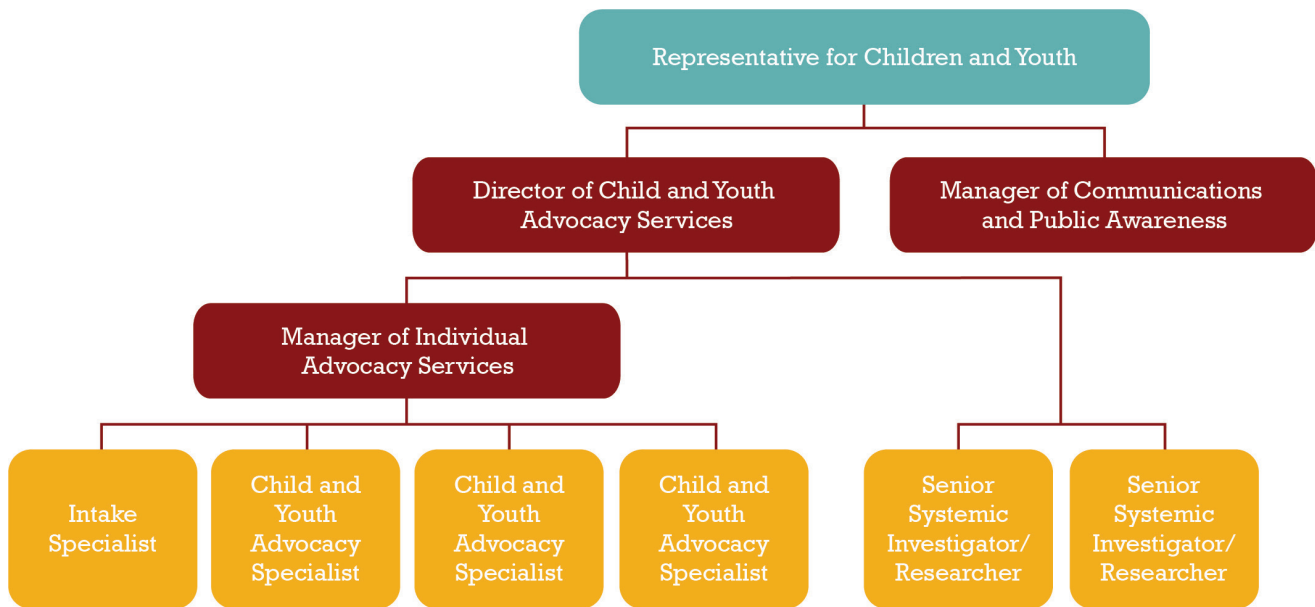 Representative for Children and Youth
Director of Child and Youth
Advocacy Services
Manager of Communications
and Public Awareness
Manager of Individual
Advocacy Services
Intake
Specialist
Child and
Youth
Advocacy
Specialist
Child and
Youth
Advocacy
Specialist
Child and
Youth
Advocacy
Specialist
Senior
Systemic
Investigator/
Researcher
Senior
Systemic
Investigator/
Researcher